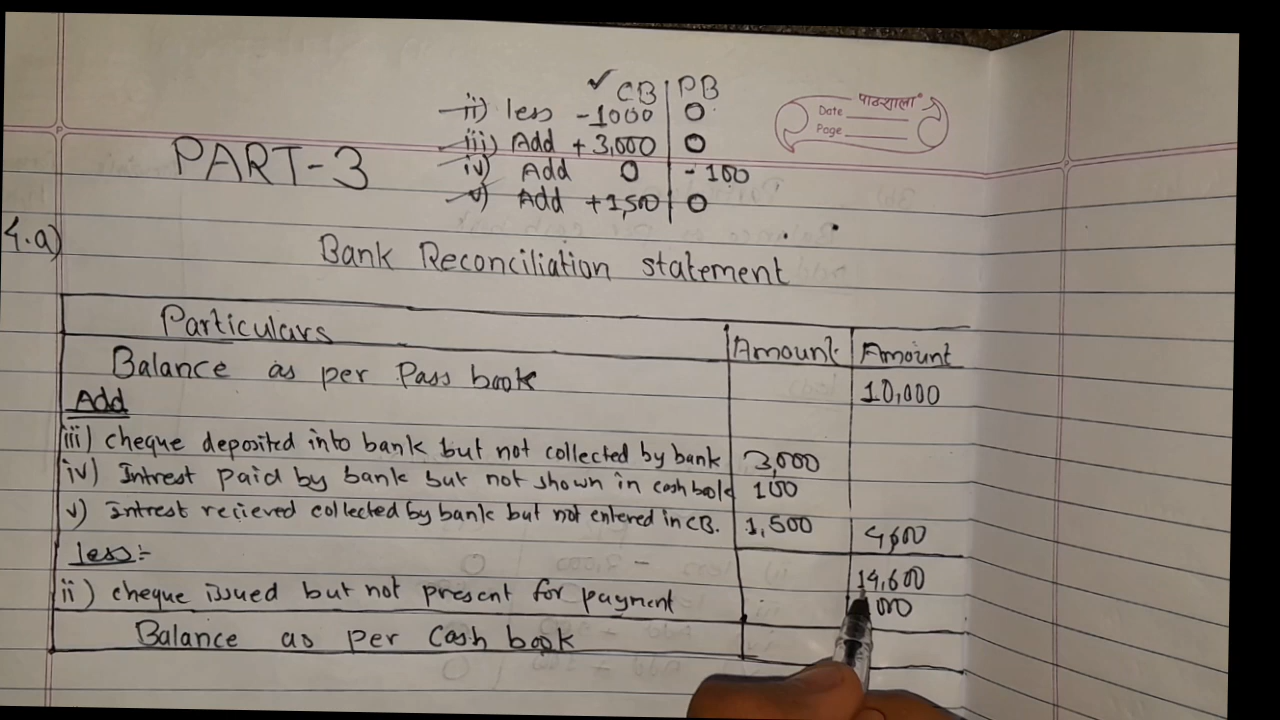 ✓ CB | PB
ii) less -1000 | 0
iii) Add +3,000 | 0
iv) Add 0 | -100
v) Add +1,500 | 0
पाठशाला
Date
Page
PART-3
4.a)
Bank Reconciliation statement
Particulars Amount Amount
Balance as per Pass book 10,000
Add
iii) cheque deposited into bank but not collected by bank 3,000
iv) Intrest paid by bank but not shown in cash book 100
v) Intrest recieved collected by bank but not entered in CB. 1,500 4,600
less:-
14,600
ii) cheque issued but not present for payment
Balance as per Cash book